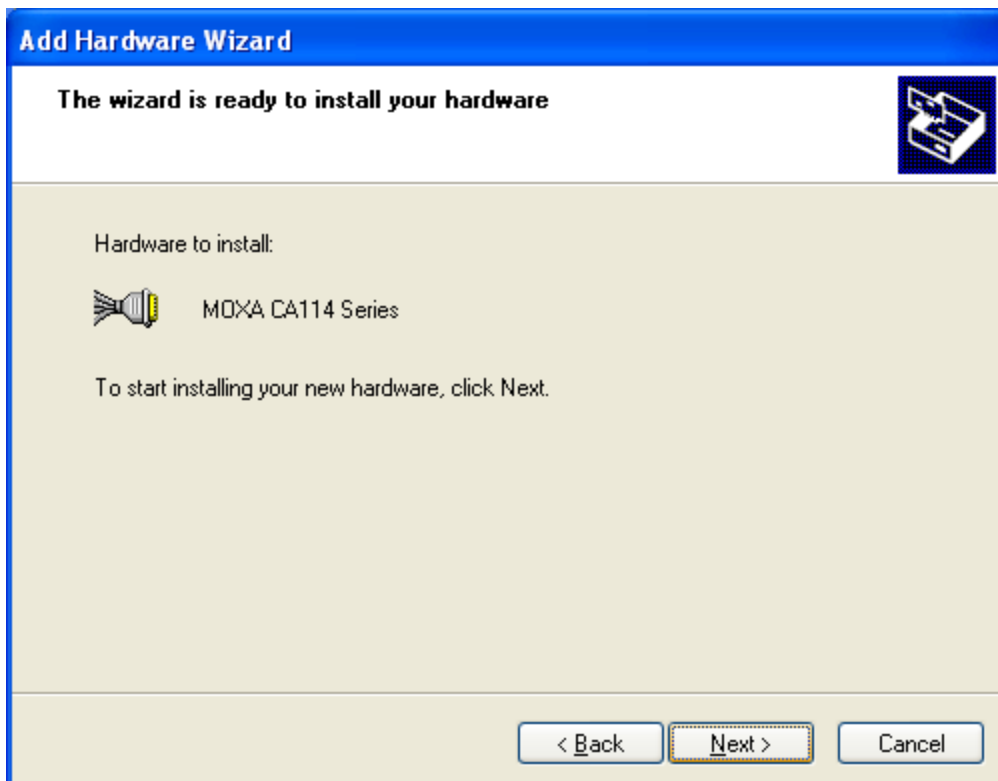 Add Hardware Wizard
The wizard is ready to install your hardware
Hardware to install:
MOXA CA114 Series
To start installing your new hardware, click Next.
< Back Next > Cancel